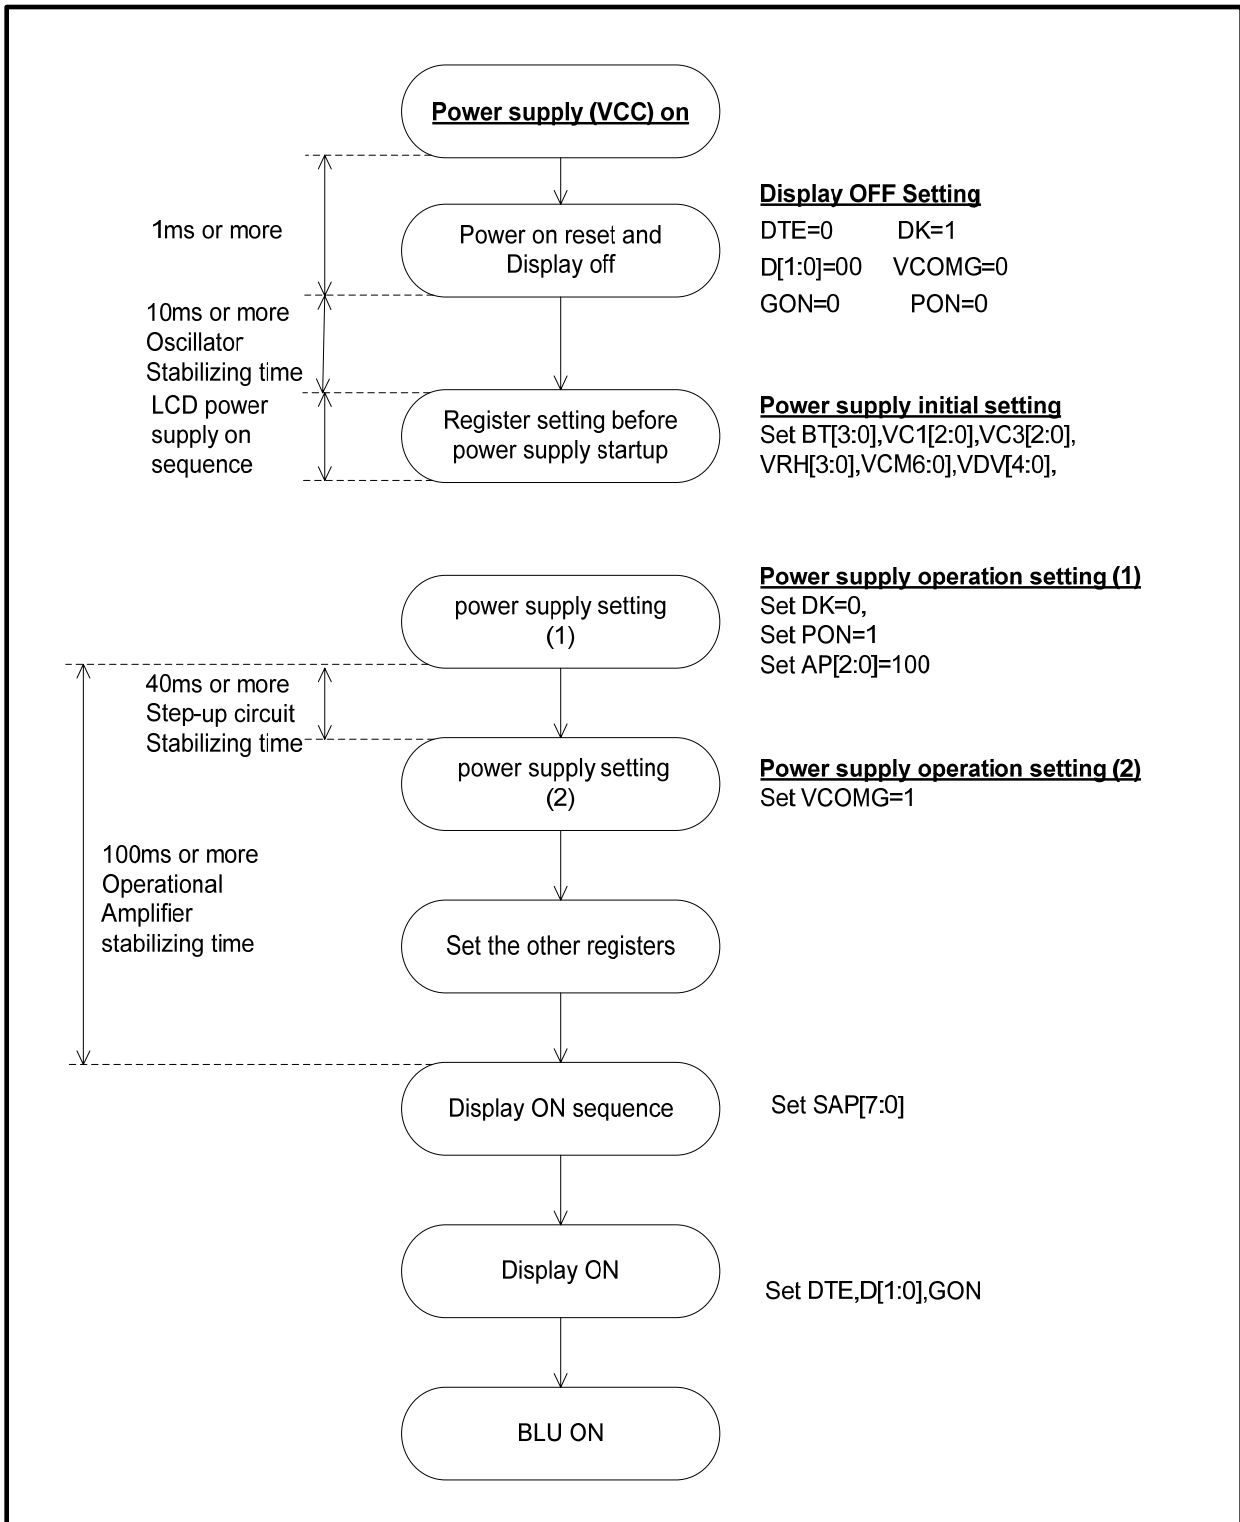 Power supply (VCC) on
1ms or more
Power on reset and
Display off
Display OFF Setting
DTE=0 DK=1
D[1:0]=00 VCOMG=0
GON=0 PON=0
10ms or more
Oscillator
Stabilizing time
LCD power
supply on
sequence
Register setting before
power supply startup
Power supply initial setting
Set BT[3:0],VC1[2:0],VC3[2:0],
VRH[3:0],VCM6:0],VDV[4:0],
power supply setting
(1)
Power supply operation setting (1)
Set DK=0,
Set PON=1
Set AP[2:0]=100
40ms or more
Step-up circuit
Stabilizing time
power supply setting
(2)
Power supply operation setting (2)
Set VCOMG=1
100ms or more
Operational
Amplifier
stabilizing time
Set the other registers
Display ON sequence
Set SAP[7:0]
Display ON
Set DTE,D[1:0],GON
BLU ON